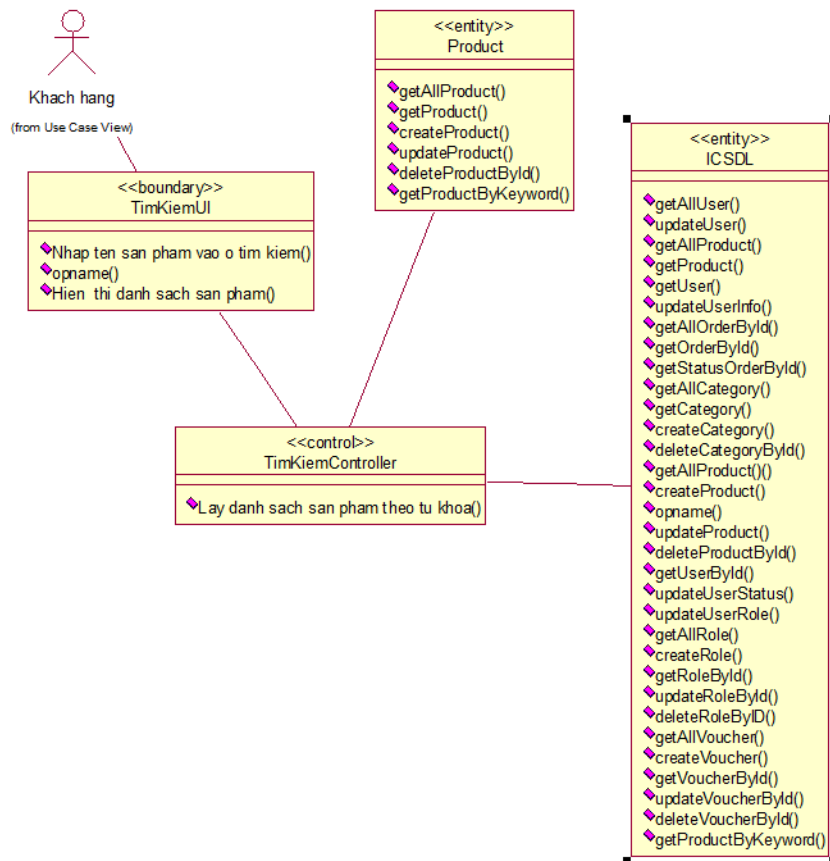 Khach hang
(from Use Case View)
<<entity>>
Product
getAllProduct()
getProduct()
createProduct()
updateProduct()
deleteProductById()
getProductByKeyword()
<<boundary>>
TimKiemUI
Nhap ten san pham vao o tim kiem()
opname()
Hien thi danh sach san pham()
<<control>>
TimKiemController
Lay danh sach san pham theo tu khoa()
<<entity>>
ICSDL
getAllUser()
updateUser()
getAllProduct()
getProduct()
getUser()
updateUserInfo()
getAllOrderById()
getOrderById()
getStatusOrderById()
getAllCategory()
getCategory()
createCategory()
deleteCategoryById()
getAllProduct()()
createProduct()
opname()
updateProduct()
deleteProductById()
getUserById()
updateUserStatus()
updateUserRole()
getAllRole()
createRole()
getRoleById()
updateRoleById()
deleteRoleByID()
getAllVoucher()
createVoucher()
getVoucherById()
updateVoucherById()
deleteVoucherById()
getProductByKeyword()